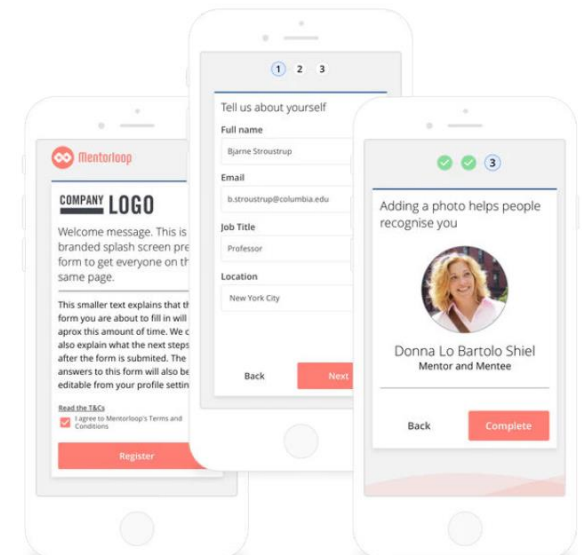 Mentorloop
COMPANY LOGO
Welcome message. This is
branded splash screen pre
form to get everyone on th
same page.
This smaller text explains that th
form you are about to fill in will
aprox this amount of time. We c
also explain what the next steps
after the form is submited. The
answers to this form will also be
editable from your profile settin
Read the T&Cs
I agree to Mentorloop's Terms and
Conditions
Register
1 2 3
Tell us about yourself
Full name
Bjarne Stroustrup
Email
b.stroustrup@columbia.edu
Job Title
Professor
Location
New York City
Back Next
3
Adding a photo helps people
recognise you
Donna Lo Bartolo Shiel
Mentor and Mentee
Back Complete